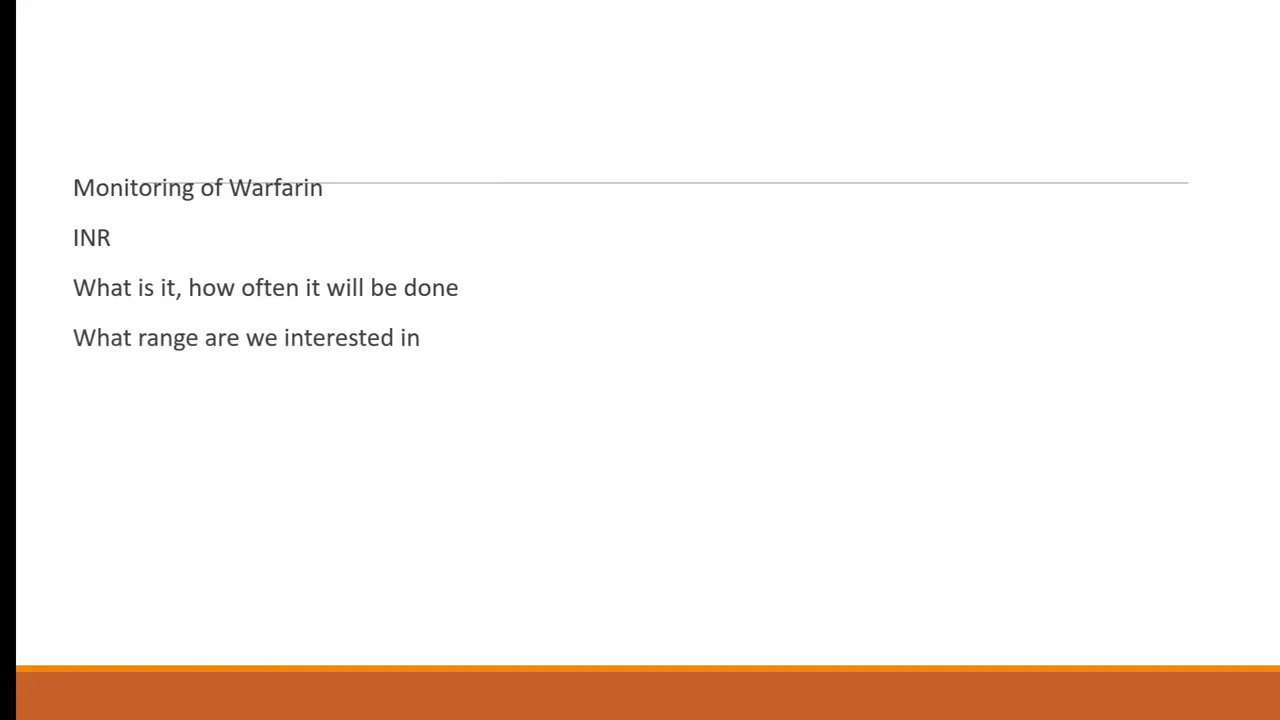 Monitoring of Warfarin
INR
What is it, how often it will be done
What range are we interested in